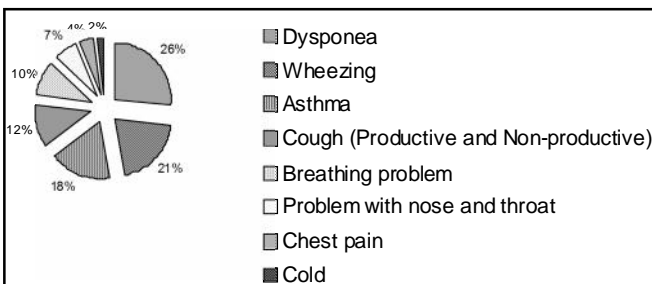 4% 2%
7%
26%
10%
12%
21%
18%
Dysponea
Wheezing
Asthma
Cough (Productive and Non-productive)
Breathing problem
Problem with nose and throat
Chest pain
Cold